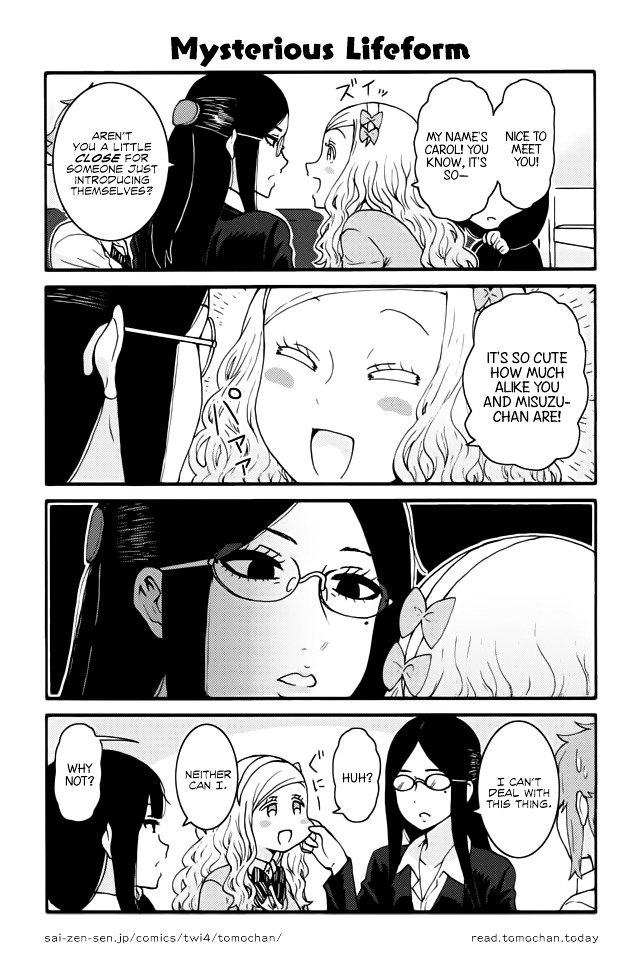 Mysterious Lifeform
ズイッ
NICE TO
MEET
YOU!
MY NAME'S
CAROL! YOU
KNOW, IT'S
SO—
AREN'T
YOU A LITTLE
CLOSE FOR
SOMEONE JUST
INTRODUCING
THEMSELVES?
IT'S SO CUTE
HOW MUCH
ALIKE YOU
AND MISUZU-
CHAN ARE!
I CAN'T
DEAL WITH
THIS THING.
HUH?
NEITHER
CAN I.
WHY
NOT?
sai-zen-sen.jp/comics/twi4/tomochan/
read.tomochan.today